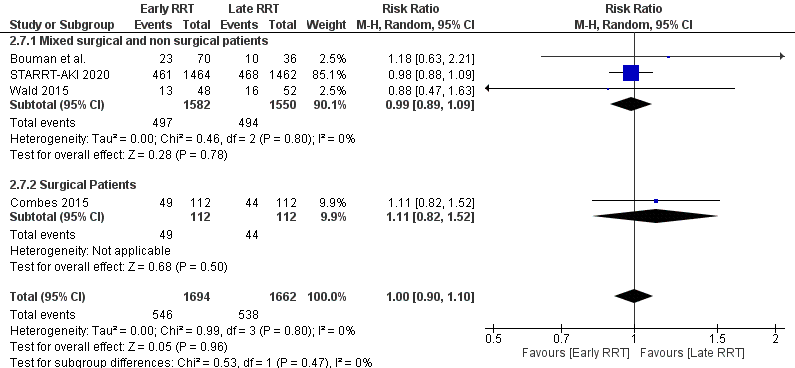 Early RRT Late RRT Risk Ratio Risk Ratio
Study or Subgroup Events Total Events Total Weight M-H, Random, 95% CI M-H, Random, 95% CI
2.7.1 Mixed surgical and non surgical patients
Bouman et al. 23 70 10 36 2.5% 1.18 [0.63, 2.21]
STARRT-AKI 2020 461 1464 468 1462 85.1% 0.98 [0.88, 1.09]
Wald 2015 13 48 16 52 2.5% 0.88 [0.47, 1.63]
Subtotal (95% CI) 1582 1550 90.1% 0.99 [0.89, 1.09]
Total events 497 494
Heterogeneity: Tau² = 0.00; Chi² = 0.46, df = 2 (P = 0.80); I² = 0%
Test for overall effect: Z = 0.28 (P = 0.78)
2.7.2 Surgical Patients
Combes 2015 49 112 44 112 9.9% 1.11 [0.82, 1.52]
Subtotal (95% CI) 112 112 9.9% 1.11 [0.82, 1.52]
Total events 49 44
Heterogeneity: Not applicable
Test for overall effect: Z = 0.68 (P = 0.50)
Total (95% CI) 1694 1662 100.0% 1.00 [0.90, 1.10]
Total events 546 538
Heterogeneity: Tau² = 0.00; Chi² = 0.99, df = 3 (P = 0.80); I² = 0%
Test for overall effect: Z = 0.05 (P = 0.96)
Test for subgroup differences: Chi² = 0.53, df = 1 (P = 0.47), I² = 0%
0.5 0.7 1 1.5 2
Favours [Early RRT] Favours [Late RRT]